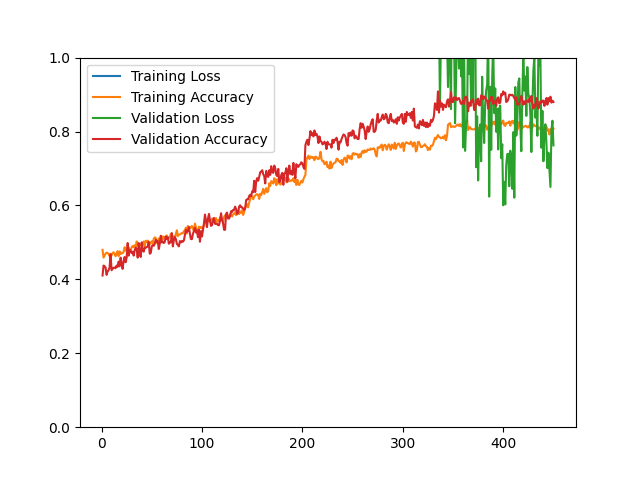 1.0
0.8
0.6
0.4
0.2
0.0
Training Loss
Training Accuracy
Validation Loss
Validation Accuracy
0 100 200 300 400